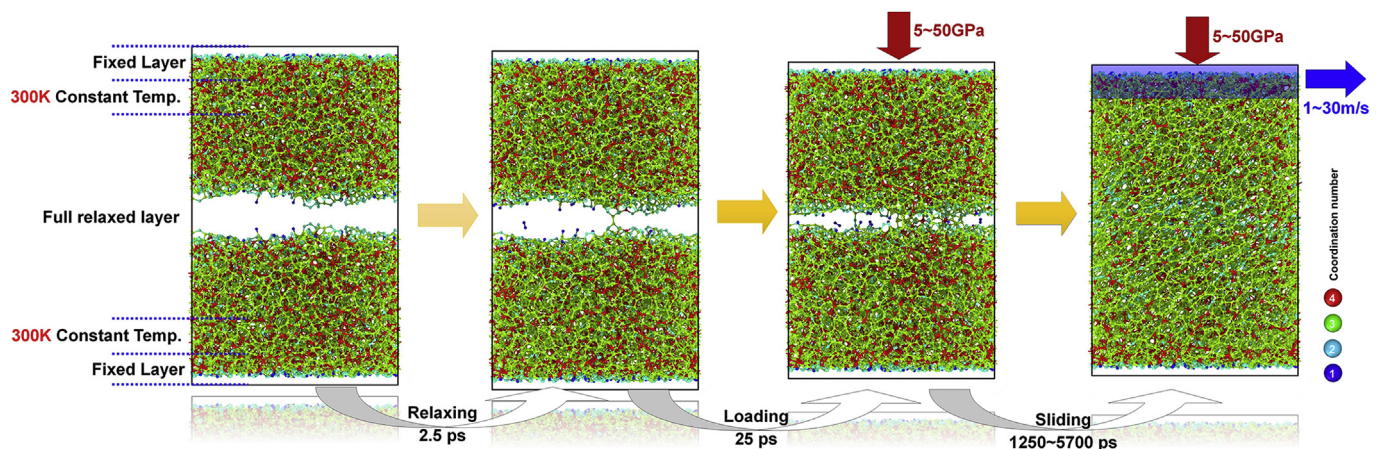 Fixed Layer
300K Constant Temp.
Full relaxed layer
300K Constant Temp.
Fixed Layer
Relaxing
2.5 ps
Loading
25 ps
Sliding
1250~5700 ps
5~50GPa
5~50GPa
1~30m/s
Coordination number
4
3
2
1